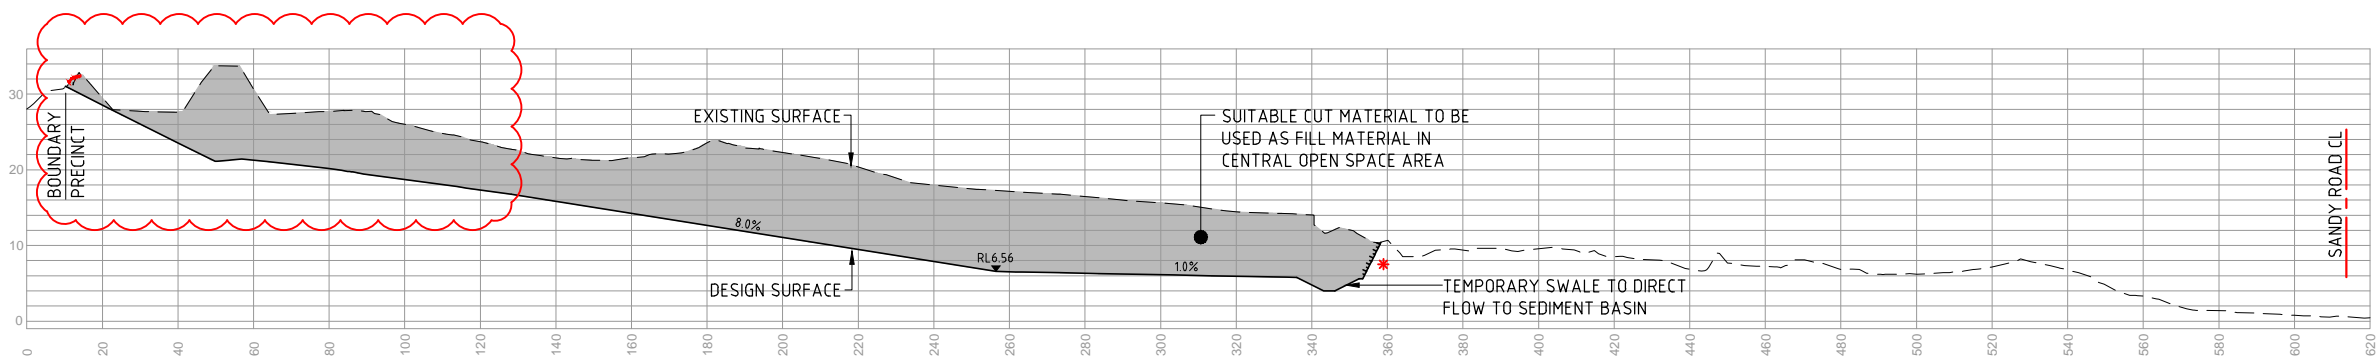 30
20
10
0
BOUNDARY
PRECINCT
EXISTING SURFACE
8.0%
DESIGN SURFACE
RL6.56
SUITABLE CUT MATERIAL TO BE
USED AS FILL MATERIAL IN
CENTRAL OPEN SPACE AREA
1.0%
TEMPORARY SWALE TO DIRECT
FLOW TO SEDIMENT BASIN
SANDY ROAD CL
0 20 40 60 80 100 120 140 160 180 200 220 240 260 280 300 320 340 360 380 400 420 440 460 480 500 520 540 560 580 600 620